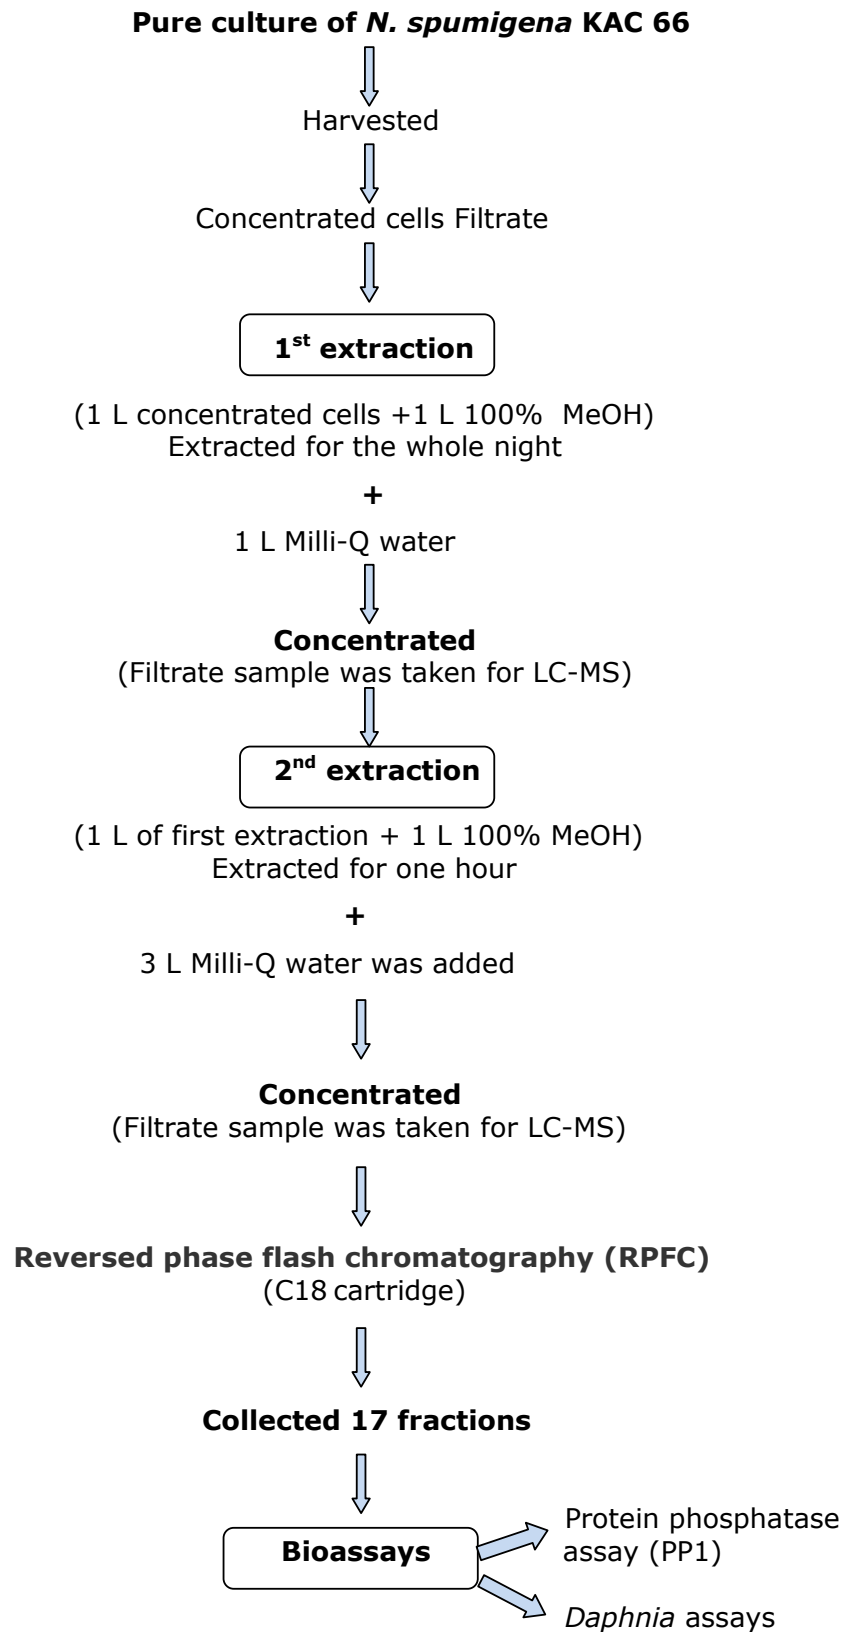 Pure culture of N. spumigena KAC 66
Harvested
Concentrated cells Filtrate
1st extraction
(1 L concentrated cells +1 L 100% MeOH)
Extracted for the whole night
+
1 L Milli-Q water
Concentrated
(Filtrate sample was taken for LC-MS)
2nd extraction
(1 L of first extraction + 1 L 100% MeOH)
Extracted for one hour
+
3 L Milli-Q water was added
Concentrated
(Filtrate sample was taken for LC-MS)
Reversed phase flash chromatography (RPFC)
(C18 cartridge)
Collected 17 fractions
Bioassays
Protein phosphatase
assay (PP1)
Daphnia assays